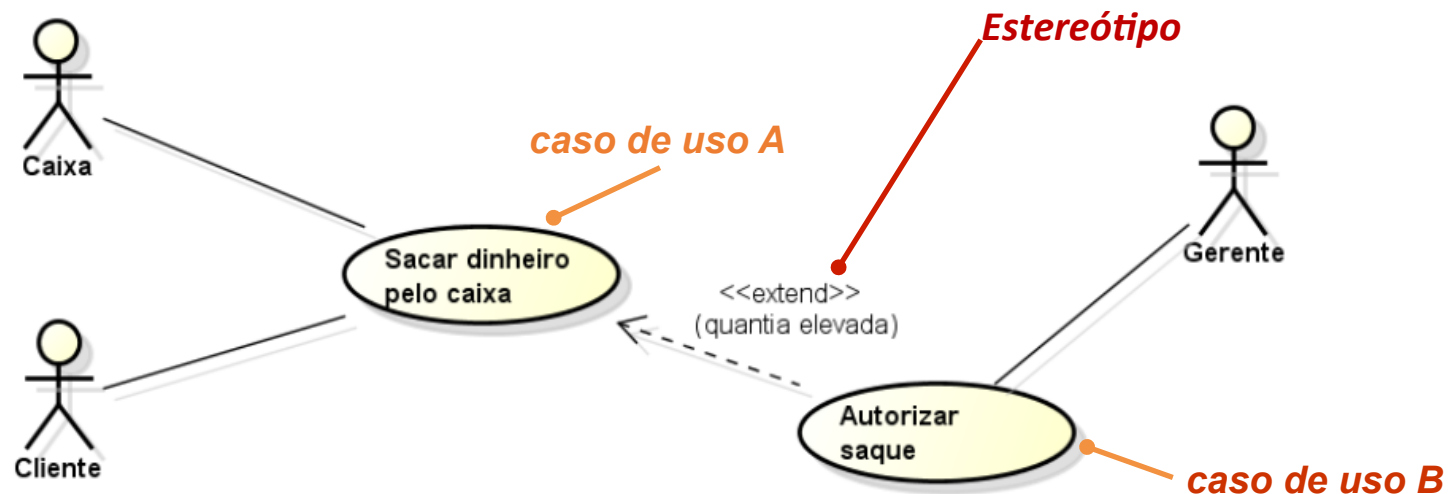 Estereótipo
caso de uso A
Caixa
Sacar dinheiro
pelo caixa
Gerente
<<extend>>
(quantia elevada)
Autorizar
saque
Cliente
caso de uso B